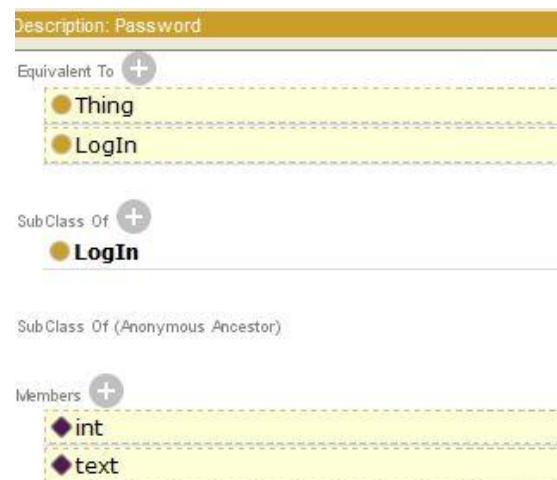 Description: Password
Equivalent To
Thing
LogIn
SubClass Of
LogIn
SubClass Of (Anonymous Ancestor)
Members
int
text